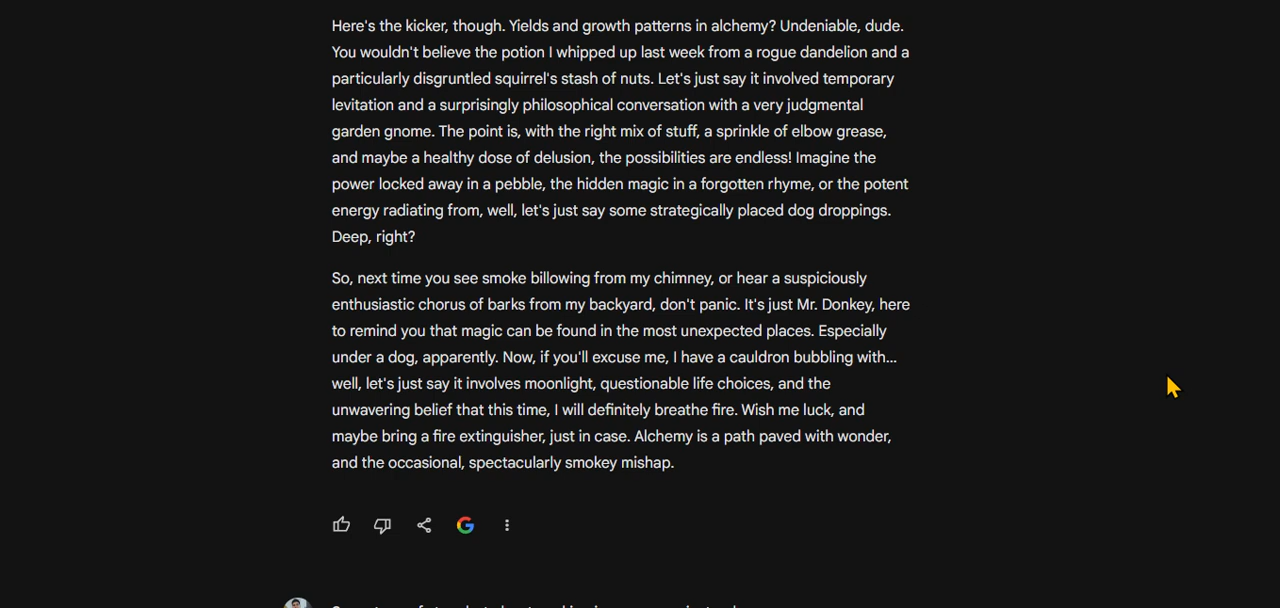 Here's the kicker, though. Yields and growth patterns in alchemy? Undeniable, dude.
You wouldn't believe the potion I whipped up last week from a rogue dandelion and a
particularly disgruntled squirrel's stash of nuts. Let's just say it involved temporary
levitation and a surprisingly philosophical conversation with a very judgmental
garden gnome. The point is, with the right mix of stuff, a sprinkle of elbow grease,
and maybe a healthy dose of delusion, the possibilities are endless! Imagine the
power locked away in a pebble, the hidden magic in a forgotten rhyme, or the potent
energy radiating from, well, let's just say some strategically placed dog droppings.
Deep, right?
So, next time you see smoke billowing from my chimney, or hear a suspiciously
enthusiastic chorus of barks from my backyard, don't panic. It's just Mr. Donkey, here
to remind you that magic can be found in the most unexpected places. Especially
under a dog, apparently. Now, if you'll excuse me, I have a cauldron bubbling with...
well, let's just say it involves moonlight, questionable life choices, and the
unwavering belief that this time, I will definitely breathe fire. Wish me luck, and
maybe bring a fire extinguisher, just in case. Alchemy is a path paved with wonder,
and the occasional, spectacularly smokey mishap.